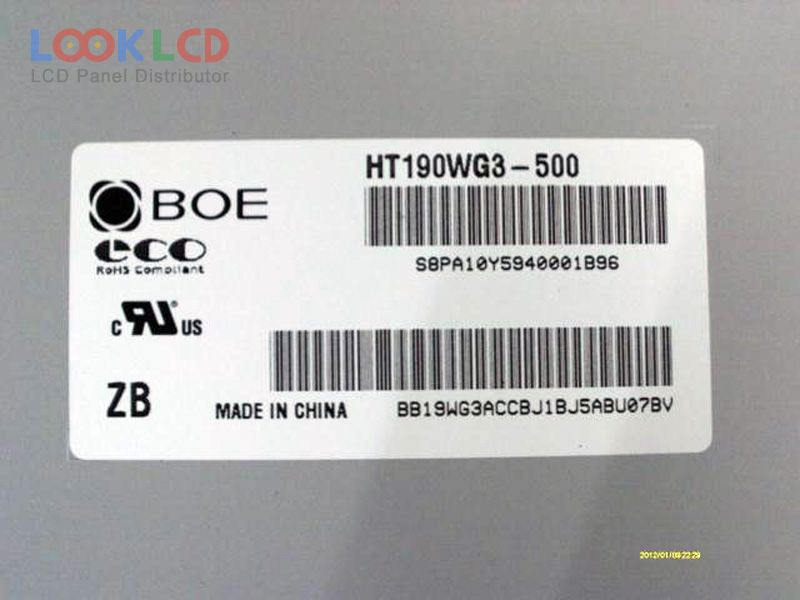 LOOKLCD
LCD Panel Distributor
HT190WG3-500
BOE
eco
RoHS Compliant
S8PA10Y5940001B96
c RU® US
ZB
MADE IN CHINA
BB19WG3ACCBJ1BJ5ABU07BV
2012/01/09 22:29